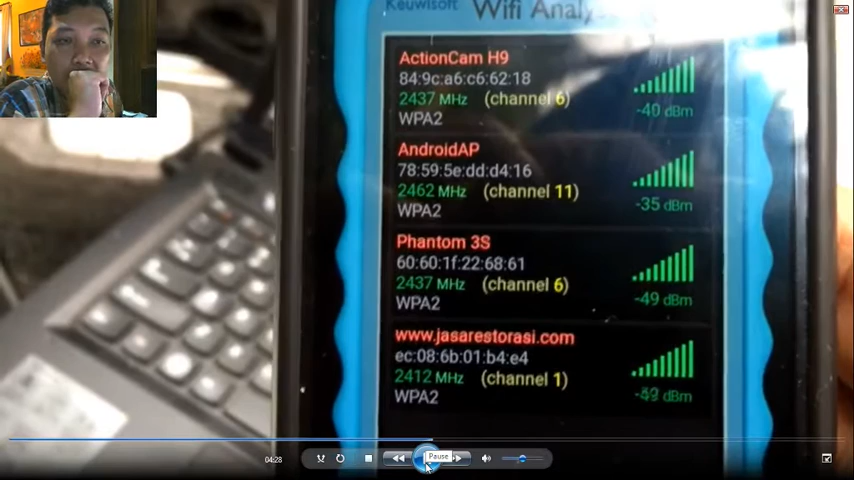 Keuwlsoft Wifi Analy
ActionCam H9
84:9c:a6:c6:62:18
2437 MHz (channel 6)
-40 dBm
WPA2
AndroidAP
78:59:5e:dd:d4:16
2462 MHz (channel 11)
-35 dBm
WPA2
Phantom 3S
60:60:1f:22:68:61
2437 MHz (channel 6)
-49 dBm
WPA2
www.jasarestorasi.com
ec:08:6b:01:b4:e4
2412 MHz (channel 1)
dBm
WPA2
04:28
Pause